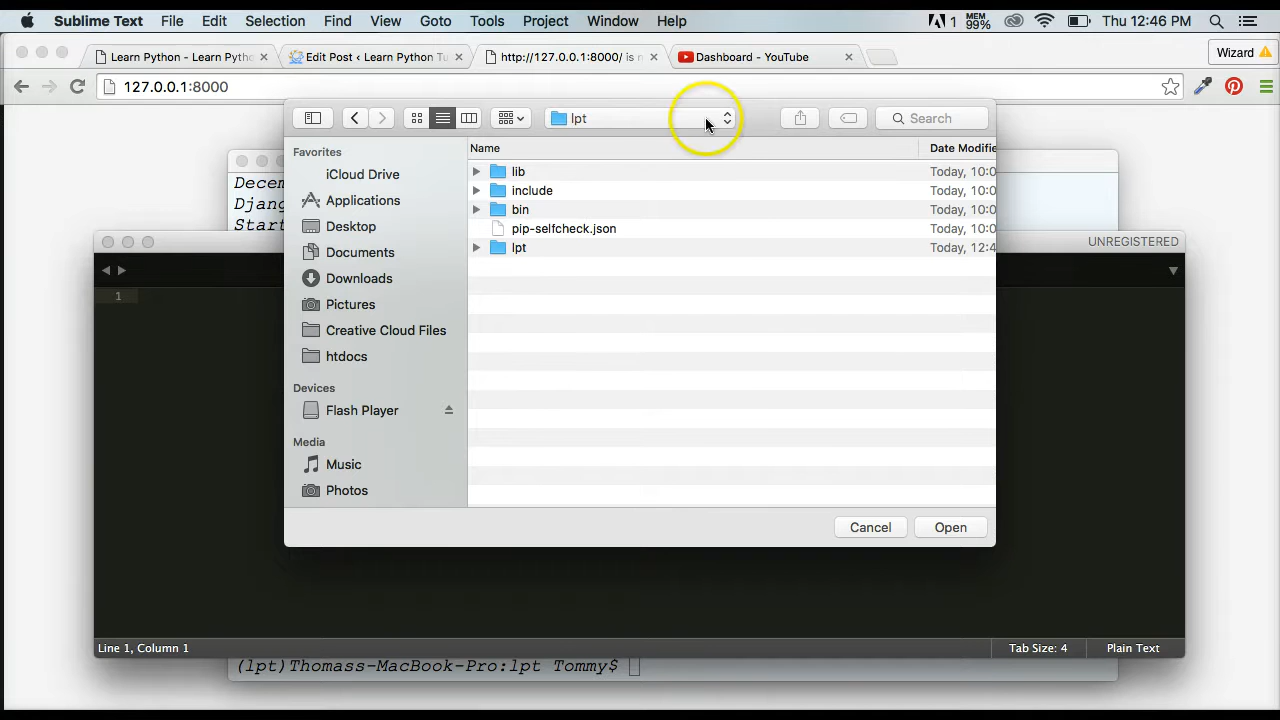 Sublime Text File Edit Selection Find View Goto Tools Project Window Help 1 MEM 99% Thu 12:46 PM
Learn Python - Learn Python Edit Post ‹ Learn Python Tu http://127.0.0.1:8000/ is n Dashboard - YouTube Wizard
127.0.0.1:8000
lpt Search
Favorites
iCloud Drive
Applications
Desktop
Documents
Downloads
Pictures
Creative Cloud Files
htdocs
Devices
Flash Player
Media
Music
Photos
Name Date Modifie
lib Today, 10:0
include Today, 10:0
bin Today, 10:0
pip-selfcheck.json Today, 10:0
lpt Today, 12:4
Cancel Open
Decem
Djang
Start
UNREGISTERED
1
Line 1, Column 1 Tab Size: 4 Plain Text
(lpt)Thomass-MacBook-Pro:lpt Tommy$